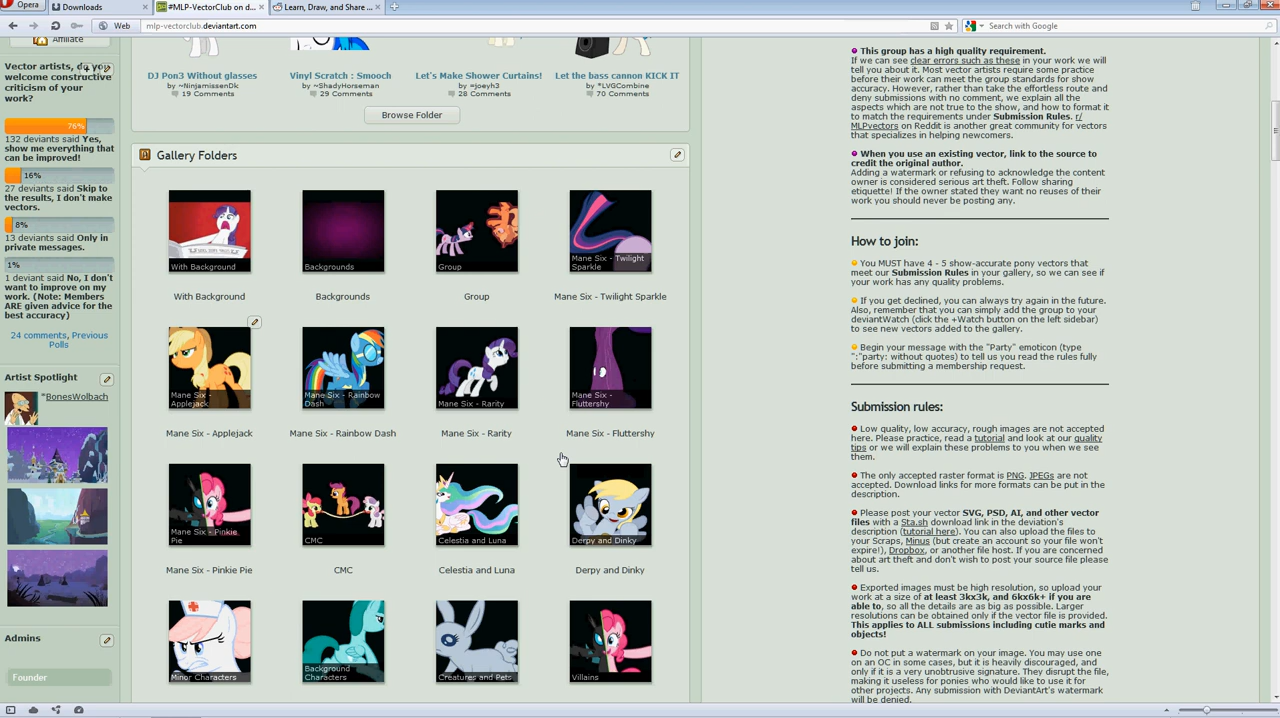 Opera
Downloads
#MLP-VectorClub on d...
Learn, Draw, and Share ...
Web
mlp-vectorclub.deviantart.com
Search with Google
Affiliate
Vector artists, do you
welcome constructive
criticism of your
work?
76%
132 deviants said Yes,
show me everything that
can be improved!
16%
27 deviants said Skip to
the results, I don't make
vectors.
8%
13 deviants said Only in
private messages.
1%
1 deviant said No, I don't
want to improve on my
work. (Note: Members
ARE given advice for the
best accuracy)
24 comments, Previous
Polls
Artist Spotlight
*BonesWolbach
Admins
Founder
DJ Pon3 Without glasses
by ~NinjamissenDk
19 Comments
Vinyl Scratch : Smooch
by ~ShadyHorseman
29 Comments
Let's Make Shower Curtains!
by =joeyh3
28 Comments
Let the bass cannon KICK IT
by *LVGCombine
70 Comments
Browse Folder
Gallery Folders
With Background
With Background
Backgrounds
Backgrounds
Group
Group
Mane Six - Twilight
Sparkle
Mane Six - Twilight Sparkle
Mane Six -
Applejack
Mane Six - Applejack
Mane Six - Rainbow
Dash
Mane Six - Rainbow Dash
Mane Six - Rarity
Mane Six - Rarity
Mane Six -
Fluttershy
Mane Six - Fluttershy
Mane Six - Pinkie
Pie
Mane Six - Pinkie Pie
CMC
CMC
Celestia and Luna
Celestia and Luna
Derpy and Dinky
Derpy and Dinky
Minor Characters
Background
Characters
Creatures and Pets
Villains
This group has a high quality requirement.
If we can see clear errors such as these in your work we will
tell you about it. Most vector artists require some practice
before their work can meet the group standards for show
accuracy. However, rather than take the effortless route and
deny submissions with no comment, we explain all the
aspects which are not true to the show, and how to format it
to match the requirements under Submission Rules. r/
MLPvectors on Reddit is another great community for vectors
that specializes in helping newcomers.
When you use an existing vector, link to the source to
credit the original author.
Adding a watermark or refusing to acknowledge the content
owner is considered serious art theft. Follow sharing
etiquette! If the owner stated they want no reuses of their
work you should never be posting any.
How to join:
You MUST have 4 - 5 show-accurate pony vectors that
meet our Submission Rules in your gallery, so we can see if
your work has any quality problems.
If you get declined, you can always try again in the future.
Also, remember that you can simply add the group to your
deviantWatch (click the +Watch button on the left sidebar)
to see new vectors added to the gallery.
Begin your message with the "Party" emoticon (type
":"party: without quotes) to tell us you read the rules fully
before submitting a membership request.
Submission rules:
Low quality, low accuracy, rough images are not accepted
here. Please practice, read a tutorial and look at our quality
tips or we will explain these problems to you when we see
them.
The only accepted raster format is PNG. JPEGs are not
accepted. Download links for more formats can be put in the
description.
Please post your vector SVG, PSD, AI, and other vector
files with a Sta.sh download link in the deviation's
description (tutorial here). You can also upload the files to
your Scraps, Minus (but create an account so your file won't
expire!), Dropbox, or another file host. If you are concerned
about art theft and don't wish to post your source file please
tell us.
Exported images must be high resolution, so upload your
work at a size of at least 3kx3k, and 6kx6k+ if you are
able to, so all the details are as big as possible. Larger
resolutions can be obtained only if the vector file is provided.
This applies to ALL submissions including cutie marks and
objects!
Do not put a watermark on your image. You may use one
on an OC in some cases, but it is heavily discouraged, and
only if it is a very unobtrusive signature. They disrupt the file,
making it useless for ponies who would like to use it for
other projects. Any submission with DeviantArt's watermark
will be denied.